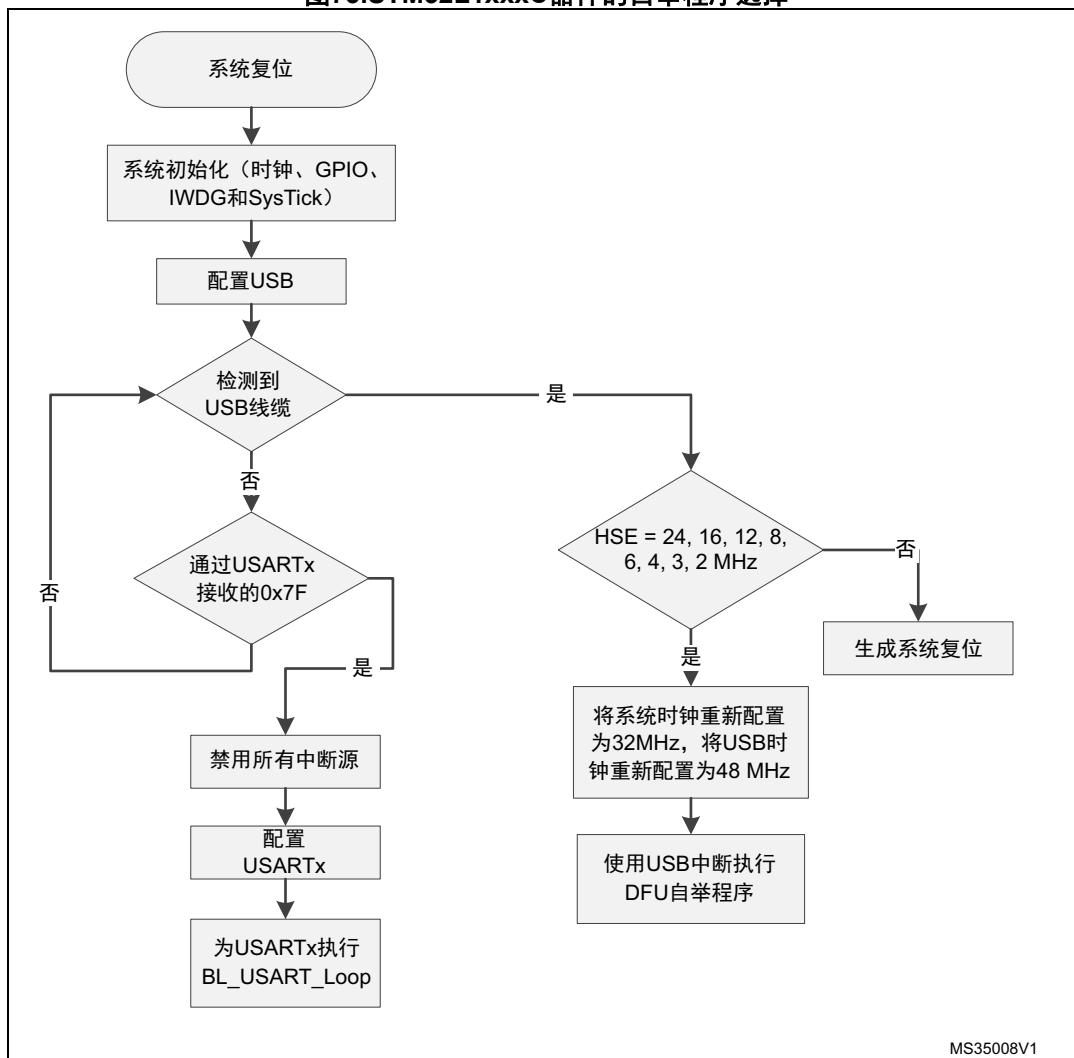 系统复位
系统初始化（时钟、GPIO、
IWDG和SysTick）
配置USB
检测到
USB线缆
是
否
通过USARTx
接收的0x7F
否
是
HSE = 24, 16, 12, 8,
6, 4, 3, 2 MHz
否
生成系统复位
是
将系统时钟重新配置
为32MHz，将USB时
钟重新配置为48 MHz
使用USB中断执行
DFU自举程序
禁用所有中断源
配置
USARTx
为USARTx执行
BL_USART_Loop
MS35008V1